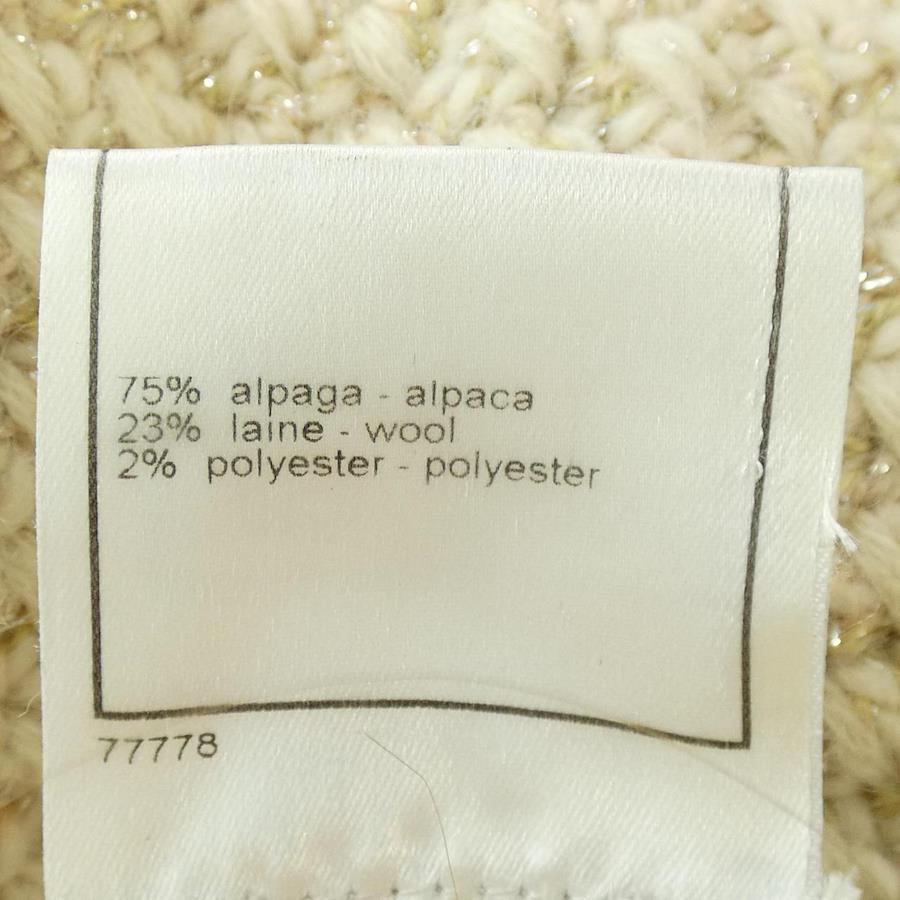 75% alpaga - alpaca
23% laine - wool
2% polyester - polyester
77778